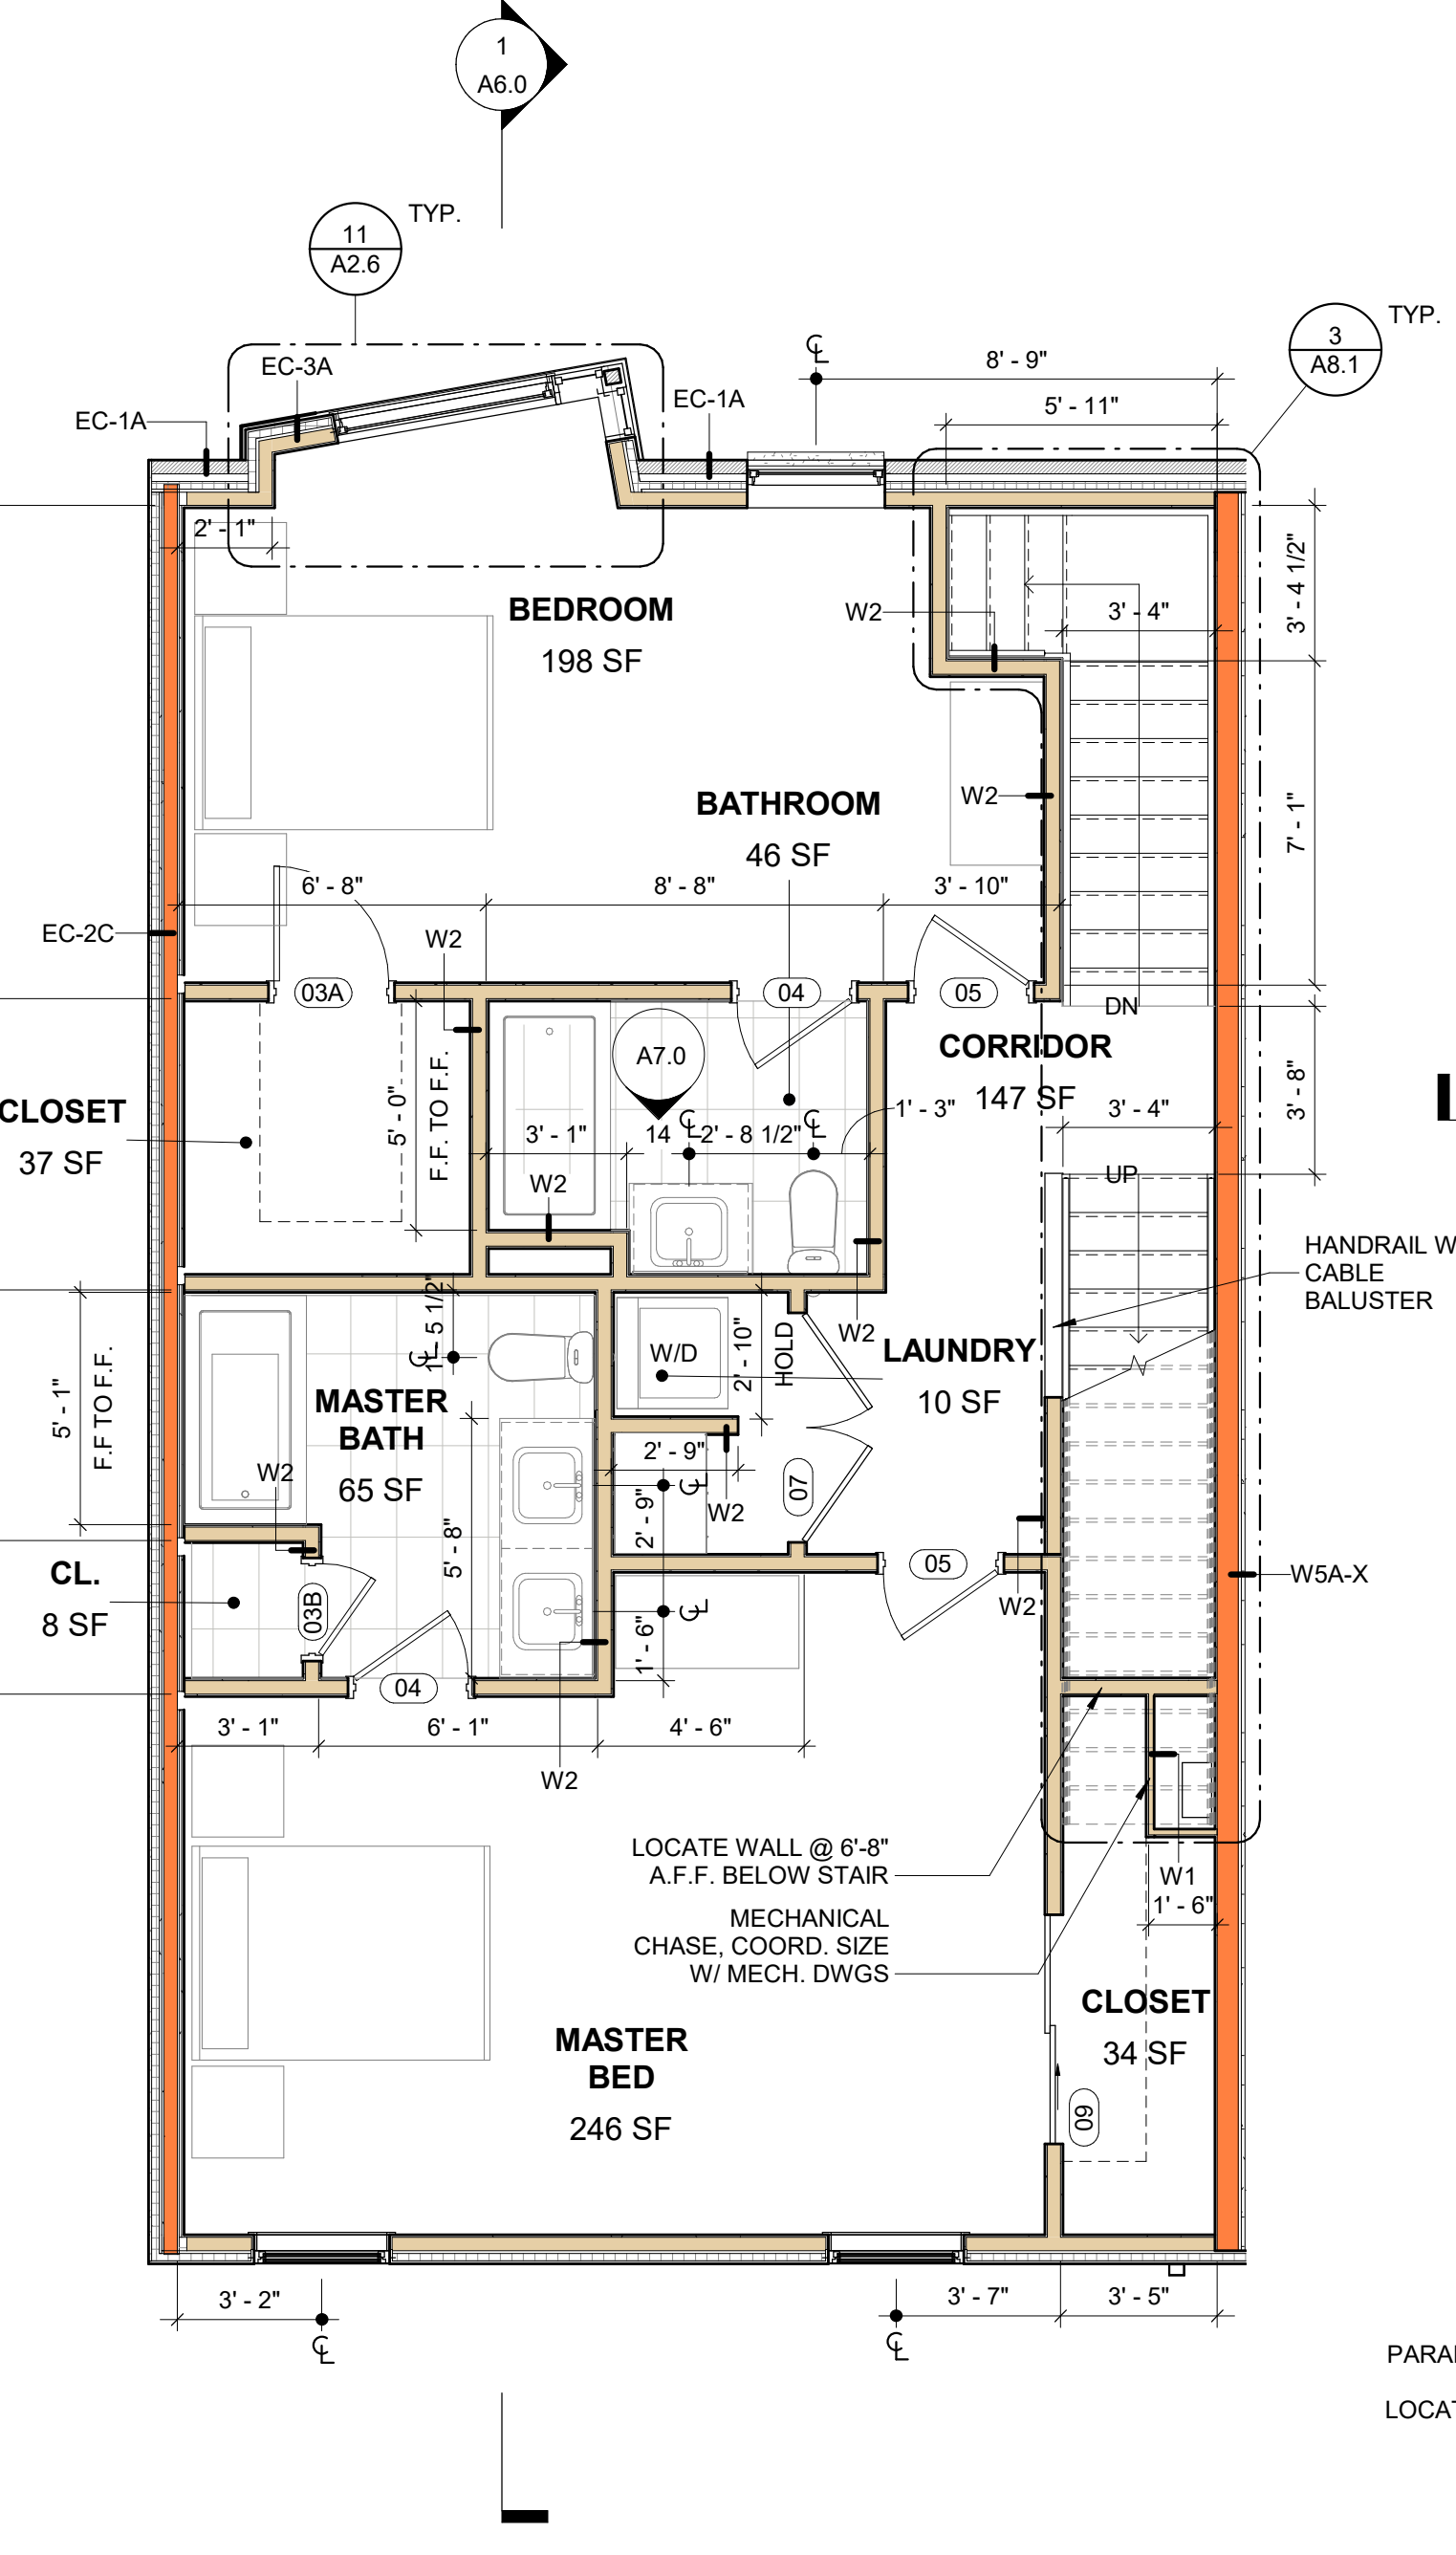 1
A6.0
11
A2.6
TYP.
3
A8.1
TYP.
8' - 9"
5' - 11"
EC-3A
EC-1A
EC-1A
2' - 1"
3' - 4 1/2"
BEDROOM
198 SF
W2
3' - 4"
W2
7' - 1"
BATHROOM
46 SF
6' - 8"
8' - 8"
3' - 10"
EC-2C
W2
03A
04
05
DN
CORRIDOR
147 SF
A7.0
14
5' - 0"
F.F. TO F.F.
3' - 1"
2' - 8 1/2"
1' - 3"
3' - 4"
3' - 8"
CLOSET
37 SF
W2
UP
HANDRAIL W
CABLE
BALUSTER
1' - 5 1/2"
W/D
2' - 10"
HOLD
W2
LAUNDRY
10 SF
5' - 1"
F.F TO F.F.
MASTER
BATH
65 SF
W2
2' - 9"
W2
07
2' - 9"
5' - 8"
CL.
8 SF
03B
05
W2
W5A-X
1' - 6"
04
3' - 1"
6' - 1"
4' - 6"
W2
LOCATE WALL @ 6'-8"
A.F.F. BELOW STAIR
MECHANICAL
CHASE, COORD. SIZE
W/ MECH. DWGS
W1
1' - 6"
CLOSET
34 SF
MASTER
BED
246 SF
09
3' - 2"
3' - 7"
3' - 5"
PARA
LOCAT